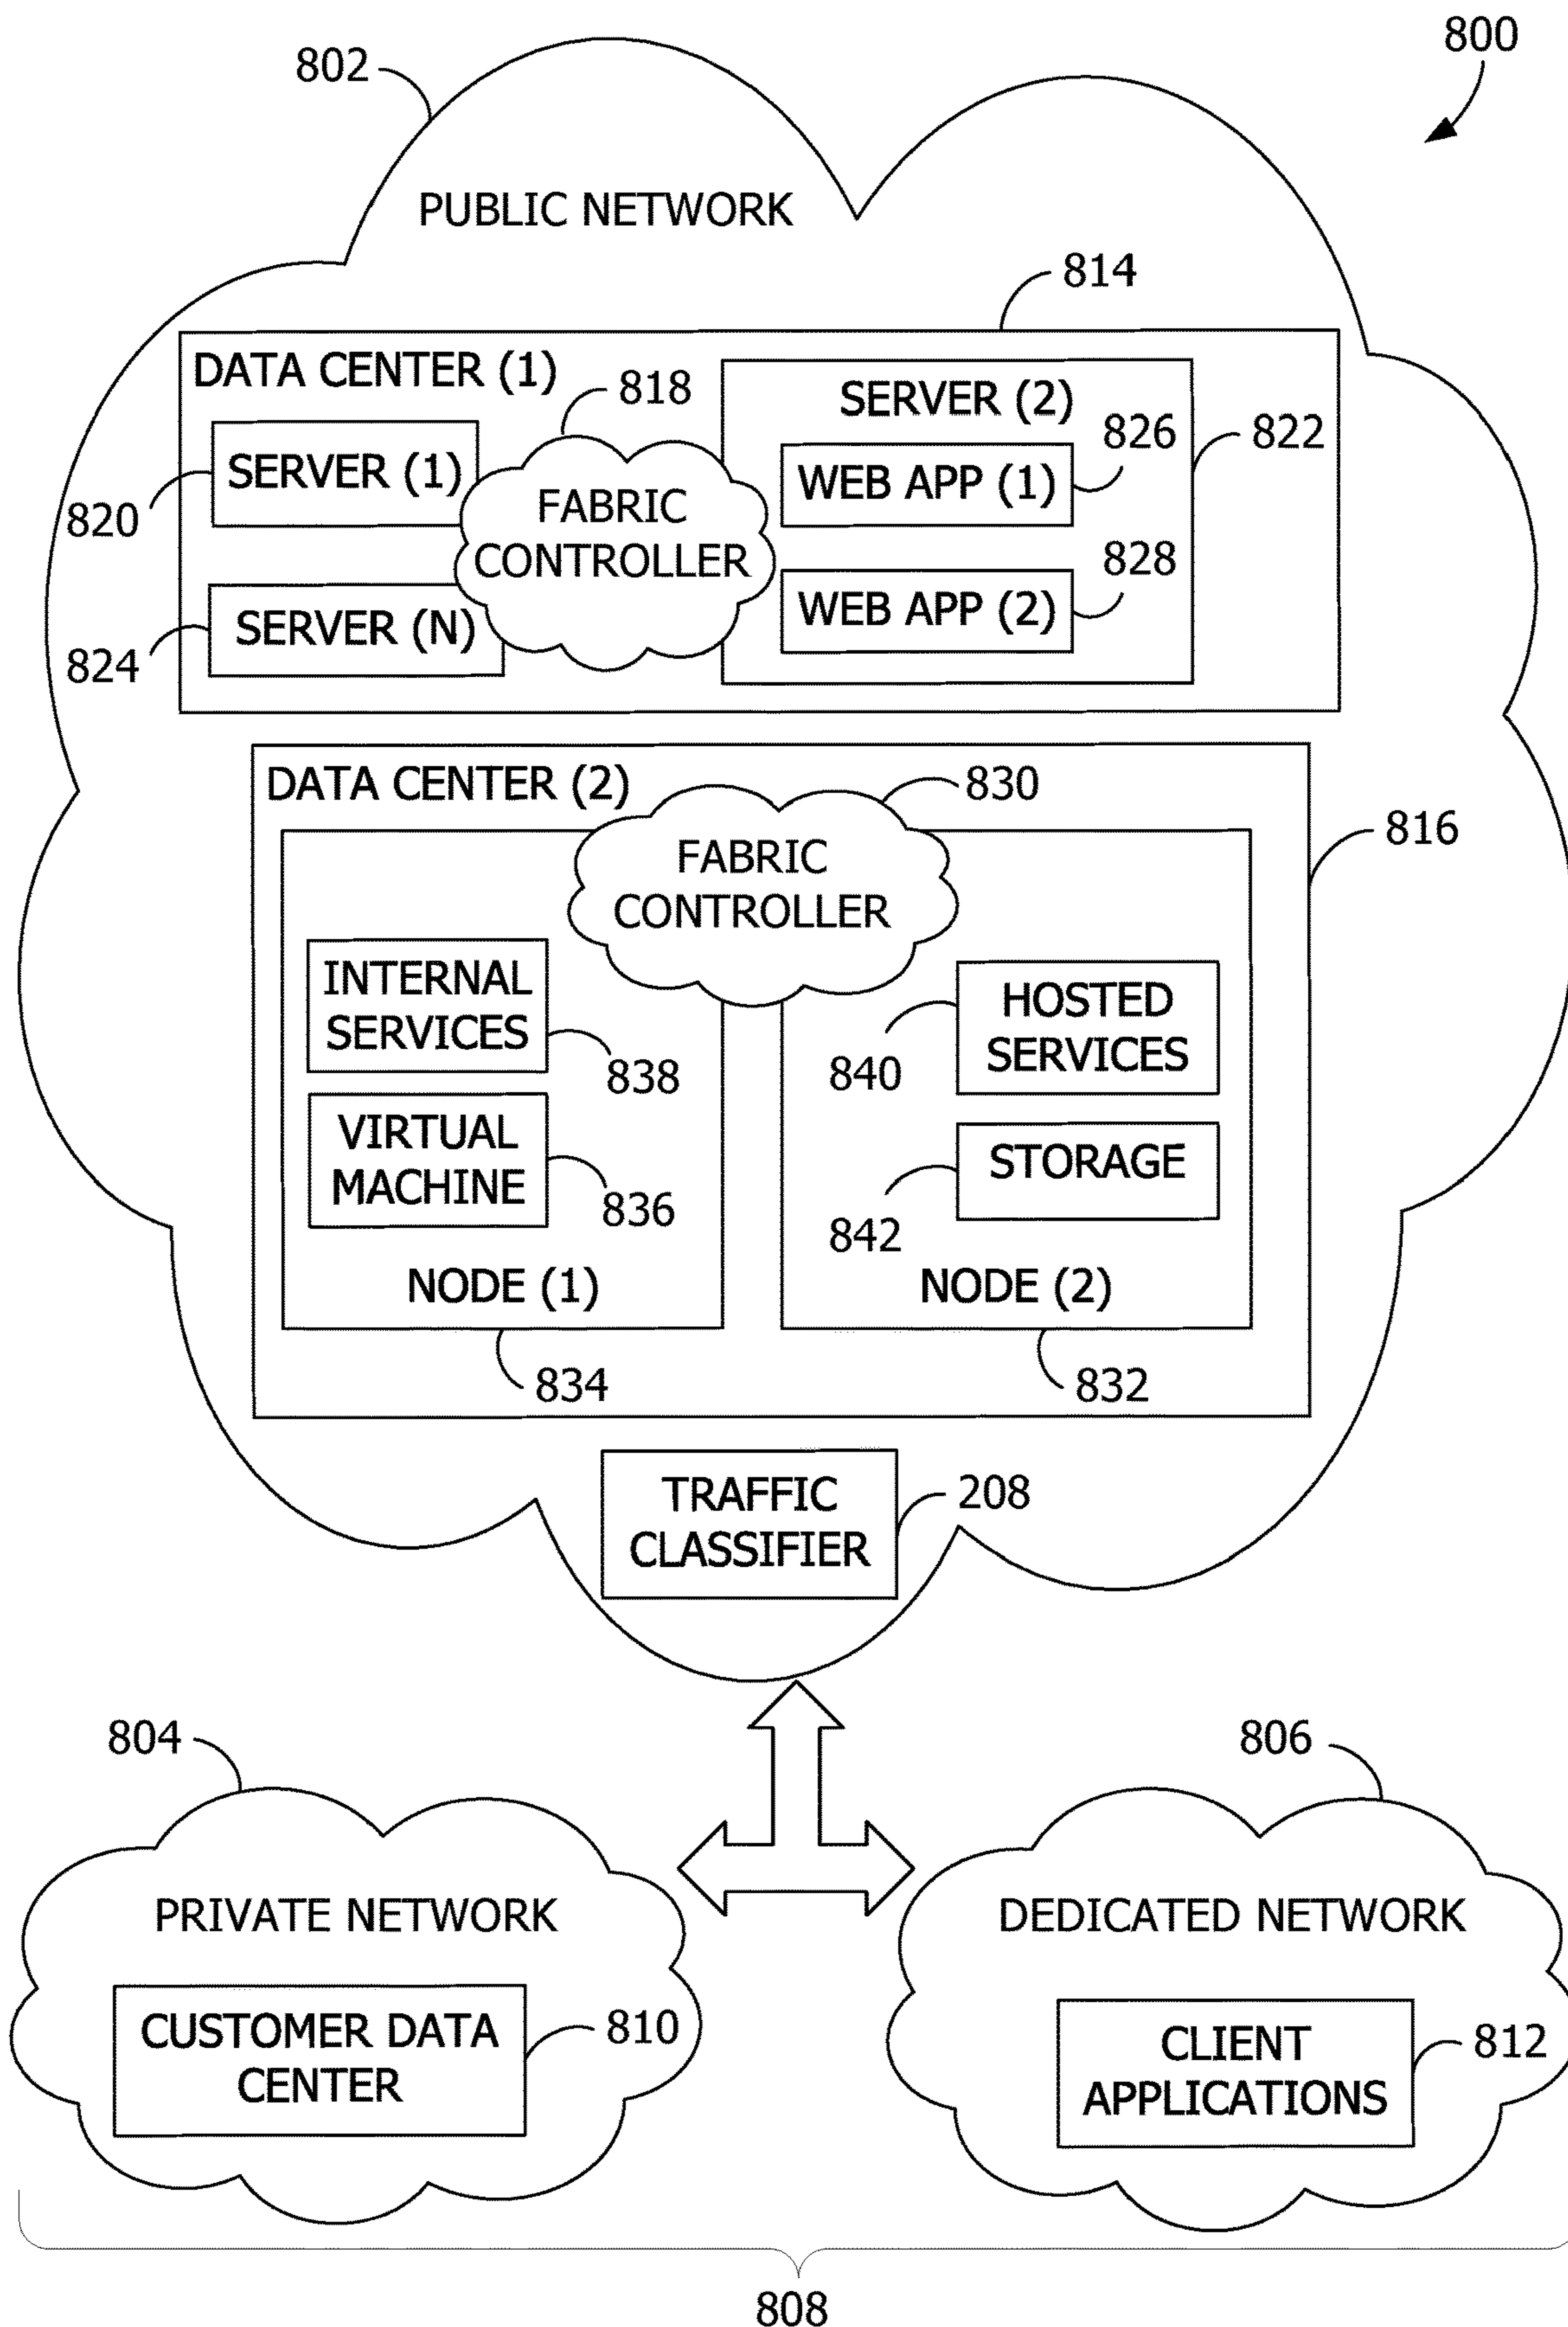 800
802
PUBLIC NETWORK
814
DATA CENTER (1)
818
SERVER (2)
826
822
SERVER (1)
WEB APP (1)
820
FABRIC
CONTROLLER
828
SERVER (N)
WEB APP (2)
824
DATA CENTER (2)
830
816
FABRIC
CONTROLLER
INTERNAL
SERVICES
838
HOSTED
SERVICES
840
VIRTUAL
MACHINE
836
STORAGE
842
NODE (1)
NODE (2)
834
832
TRAFFIC
CLASSIFIER
208
804
806
PRIVATE NETWORK
DEDICATED NETWORK
CUSTOMER DATA
CENTER
810
CLIENT
APPLICATIONS
812
808